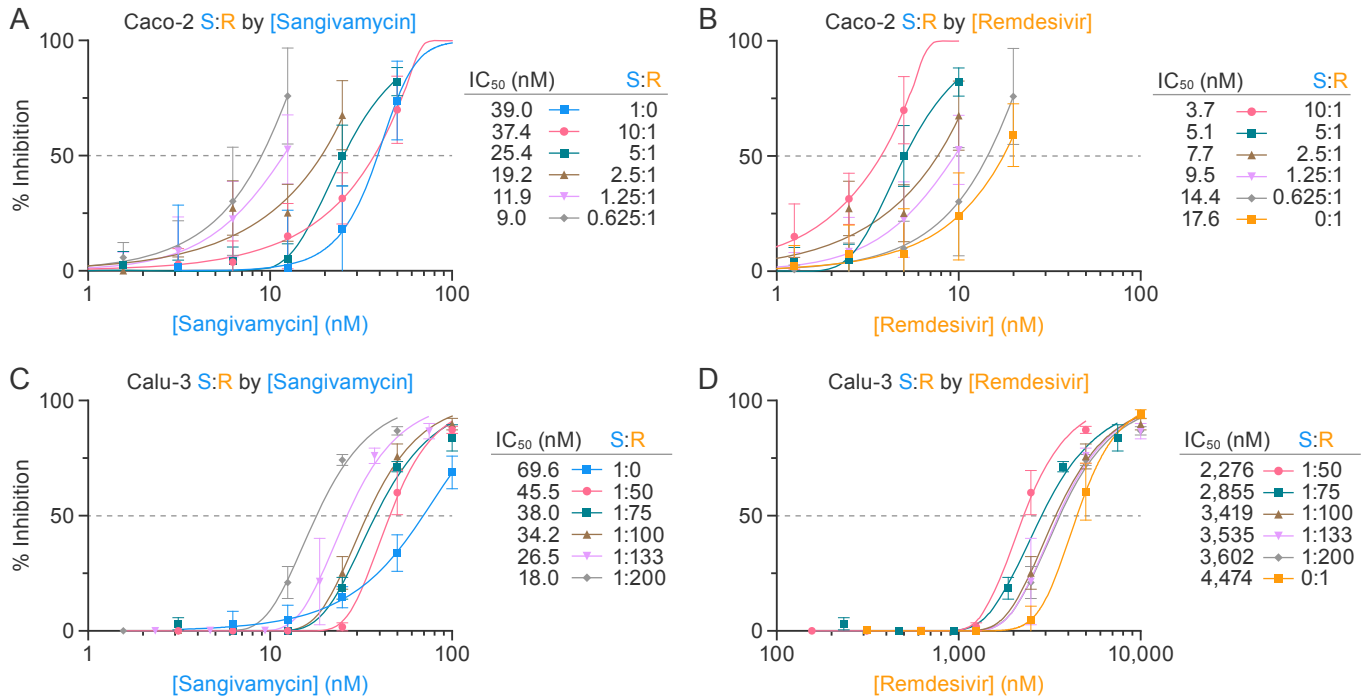 A
Caco-2 S:R by [Sangivamycin]
100
50
0
% Inhibition
1
10
100
[Sangivamycin] (nM)
IC50 (nM) S:R
39.0 1:0
37.4 10:1
25.4 5:1
19.2 2.5:1
11.9 1.25:1
9.0 0.625:1
B
Caco-2 S:R by [Remdesivir]
100
50
0
1
10
100
[Remdesivir] (nM)
IC50 (nM) S:R
3.7 10:1
5.1 5:1
7.7 2.5:1
9.5 1.25:1
14.4 0.625:1
17.6 0:1
C
Calu-3 S:R by [Sangivamycin]
100
50
0
% Inhibition
1
10
100
[Sangivamycin] (nM)
IC50 (nM) S:R
69.6 1:0
45.5 1:50
38.0 1:75
34.2 1:100
26.5 1:133
18.0 1:200
D
Calu-3 S:R by [Remdesivir]
100
50
0
100
1,000
10,000
[Remdesivir] (nM)
IC50 (nM) S:R
2,276 1:50
2,855 1:75
3,419 1:100
3,535 1:133
3,602 1:200
4,474 0:1